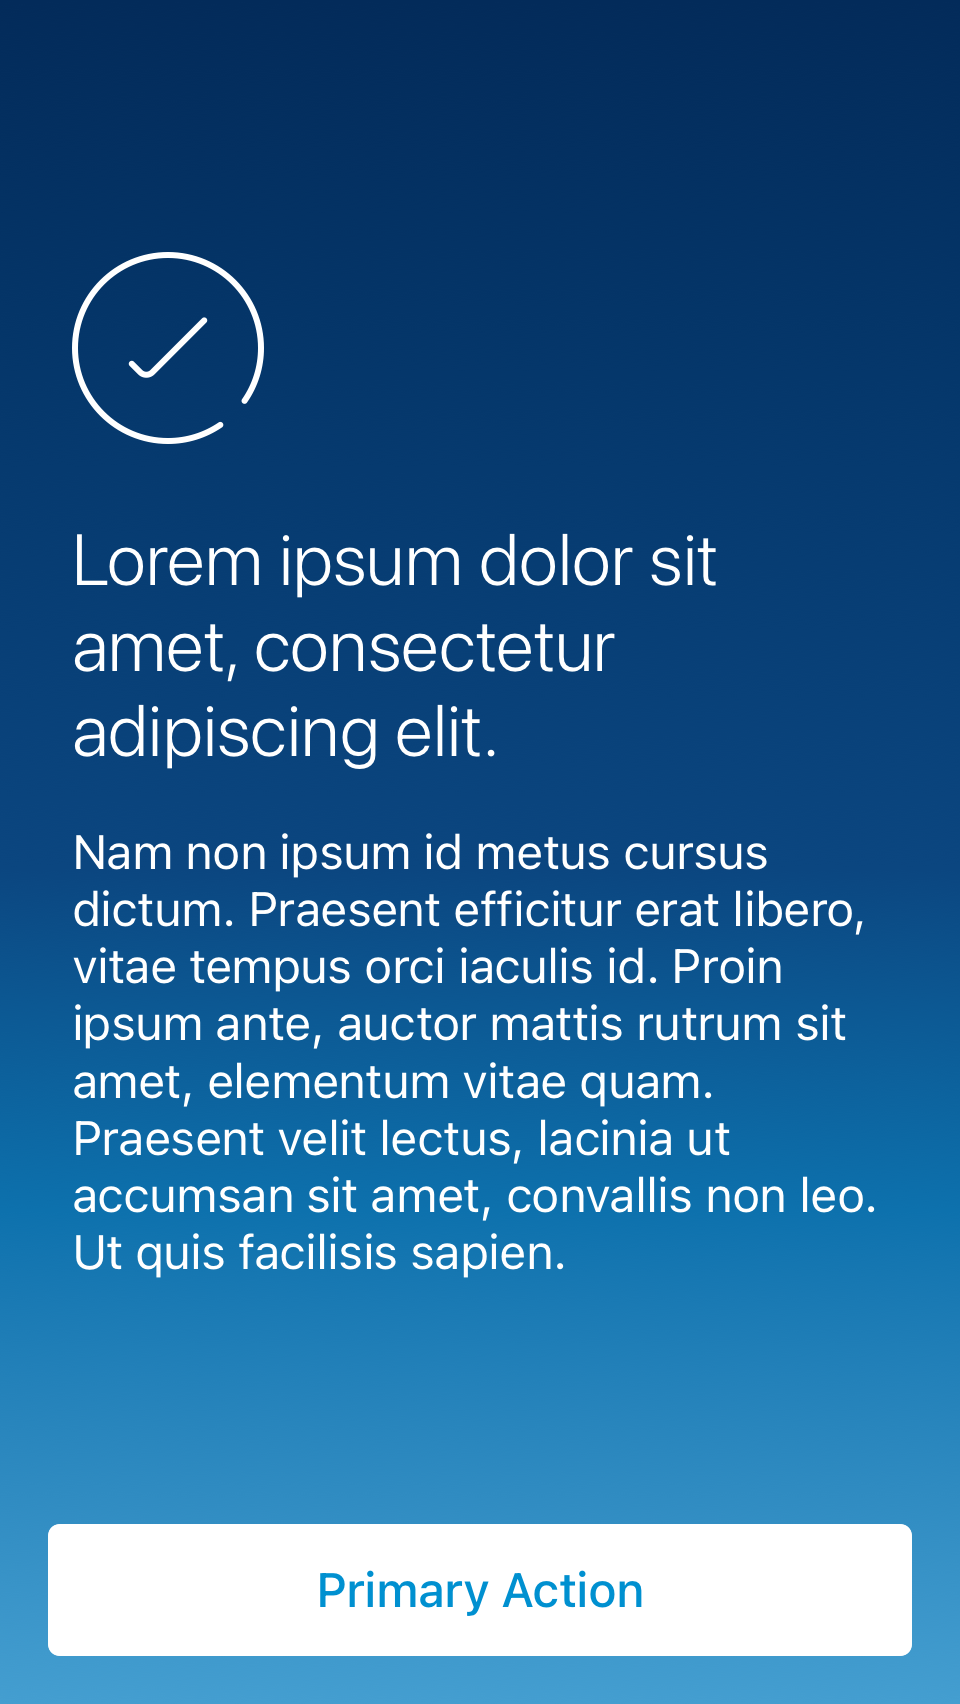 Lorem ipsum dolor sit
amet, consectetur
adipiscing elit.
Nam non ipsum id metus cursus
dictum. Praesent efficitur erat libero,
vitae tempus orci iaculis id. Proin
ipsum ante, auctor mattis rutrum sit
amet, elementum vitae quam.
Praesent velit lectus, lacinia ut
accumsan sit amet, convallis non leo.
Ut quis facilisis sapien.
Primary Action